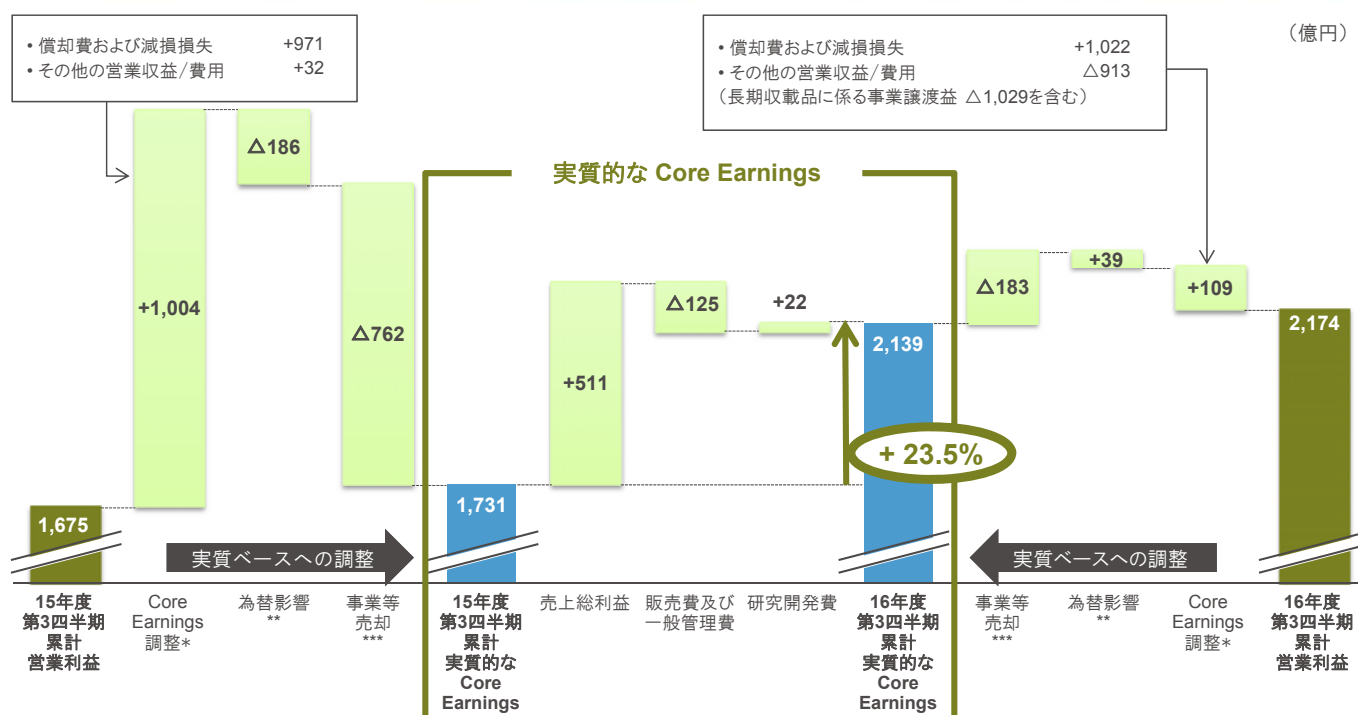 • 償却費および減損損失 +971
• その他の営業収益/費用 +32
• 償却費および減損損失 +1,022
• その他の営業収益/費用 △913
（長期収載品に係る事業譲渡益 △1,029を含む）
（億円）
実質的な Core Earnings
1,675
+1,004
△186
△762
1,731
+511
△125
+22
2,139
+ 23.5%
△183
+39
+109
2,174
実質ベースへの調整
実質ベースへの調整
15年度
第3四半期
累計
営業利益
Core
Earnings
調整*
為替影響
**
事業等
売却
***
15年度
第3四半期
累計
実質的な
Core
Earnings
売上総利益
販売費及び
一般管理費
研究開発費
16年度
第3四半期
累計
実質的な
Core
Earnings
事業等
売却
***
為替影響
**
Core
Earnings
調整*
16年度
第3四半期
累計
営業利益